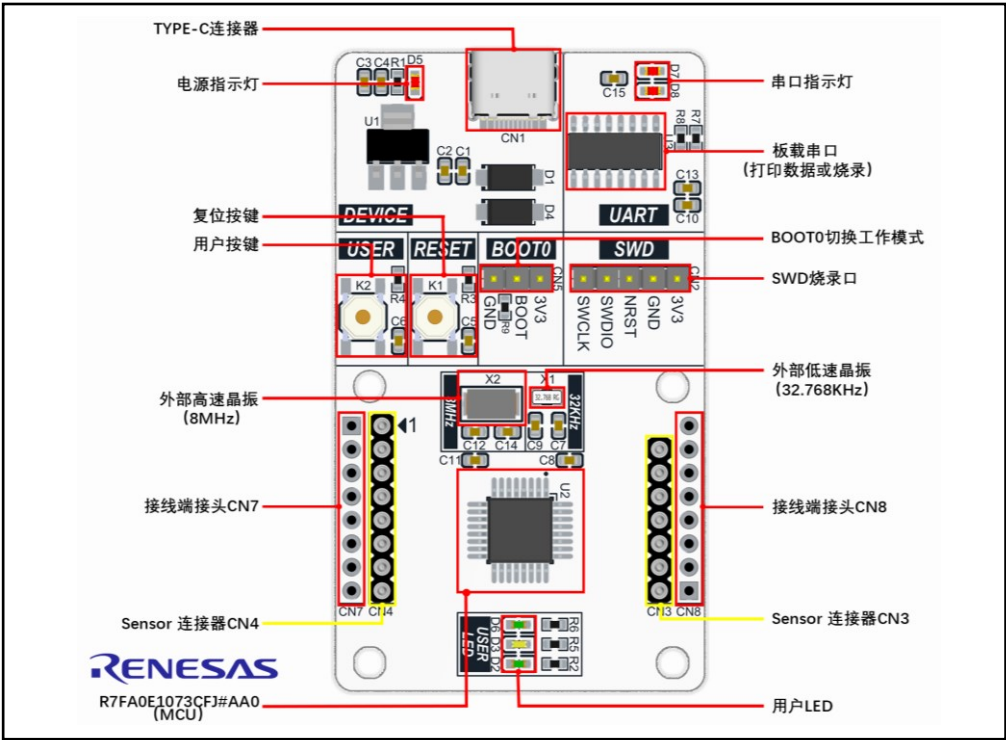 TYPE-C连接器
电源指示灯
复位按键
用户按键
外部高速晶振
(8MHz)
接线端接头CN7
Sensor 连接器CN4
RENESAS
R7FA0E1073CFJ#AA0
(MCU)
C3 C4 R1 D5
U1
C2 C1
CN1
D1
D4
C15
D7
D8
R8 R7
U3
C13
C10
DEVICE
UART
USER
RESET
BOOT0
SWD
K2
R4
C6
K1
R3
C5
CN5
GND
BOOT
3V3
R9
CN2
SWCLK
SWDIO
NRST
GND
3V3
X2
X1
8MHz
32.768
32KHz
C12 C14 C9 C7
C11
C8
1
U2
CN7 CN4
CN3 CN8
D6
D3
D2
USER
LED
R6
R5
R2
串口指示灯
板载串口
(打印数据或烧录)
BOOT0切换工作模式
SWD烧录口
外部低速晶振
(32.768KHz)
接线端接头CN8
Sensor 连接器CN3
用户LED